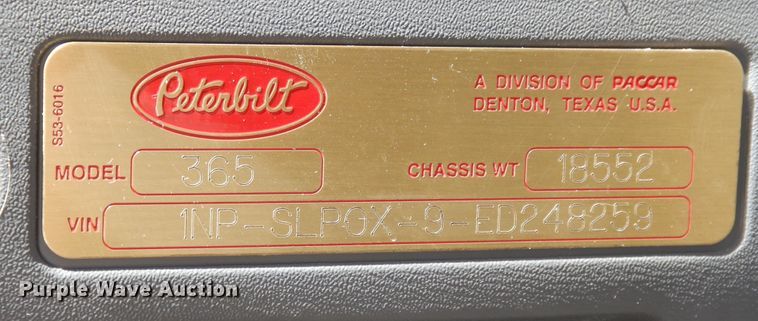 S53-6016
Peterbilt
A DIVISION OF PACCAR
DENTON, TEXAS U.S.A.
MODEL 365 CHASSIS WT 18552
VIN 1NP-SLPGX-9-ED248259
Purple Wave Auction